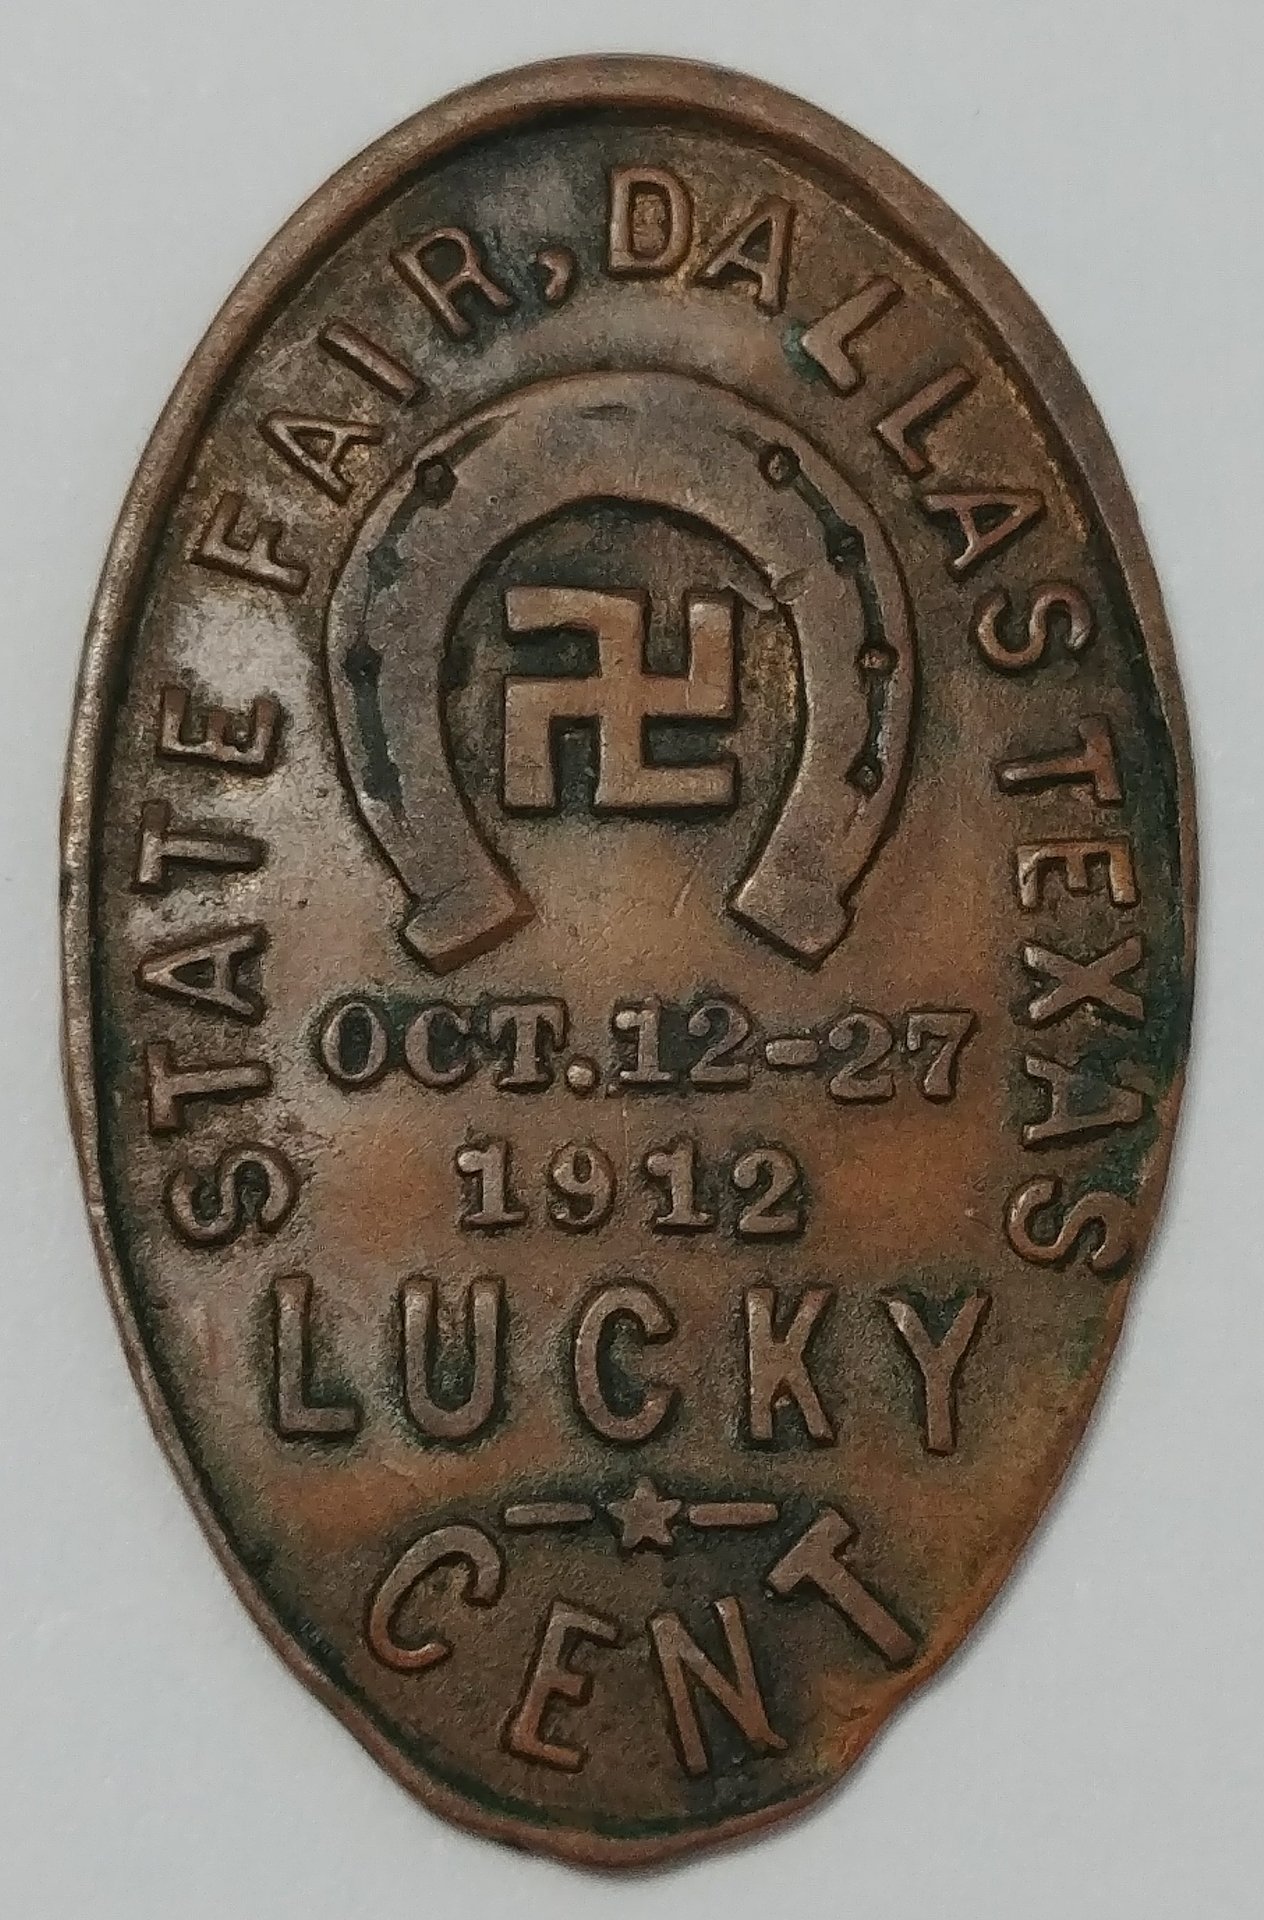 STATE FAIR, DALLAS TEXAS
OCT. 12-27
1912
LUCKY
CENT